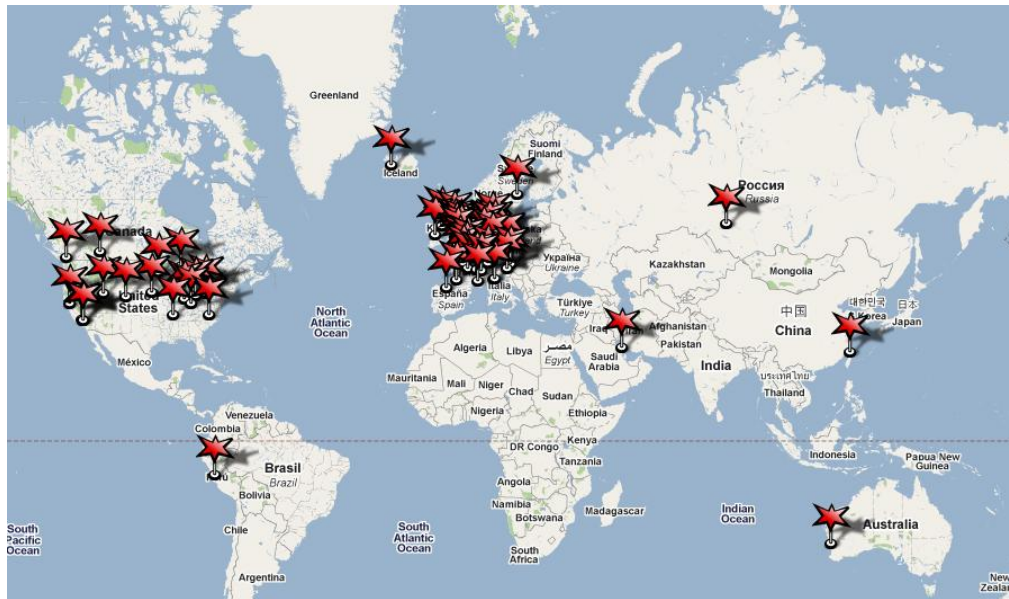 Greenland
Suomi
Finland
Iceland
Sweden
Norge
Россия
Russia
Україна
Ukraine
Kazakhstan
Mongolia
United
States
España
Spain
Italia
Italy
Türkiye
Turkey
中国
China
대한민국
Korea
日本
Japan
North
Atlantic
Ocean
Iraq
Afghanistan
Pakistan
México
Algeria
Libya
مصر
Egypt
Saudi
Arabia
India
ประเทศไทย
Thailand
Mauritania
Mali
Niger
Chad
Sudan
Nigeria
Ethiopia
Venezuela
Colombia
DR Congo
Kenya
Tanzania
Indonesia
Papua New
Guinea
Perú
Brasil
Brazil
Bolivia
Angola
Namibia
Botswana
Madagascar
Indian
Ocean
Australia
Chile
South
Pacific
Ocean
South
Atlantic
Ocean
South
Africa
Argentina
New